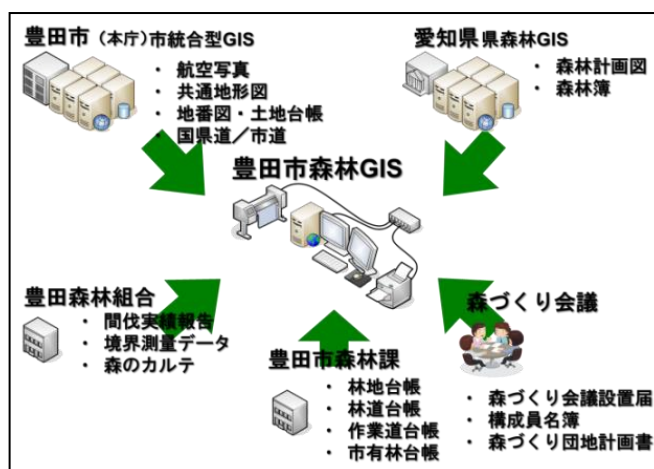 豊田市（本庁）市統合型GIS
・ 航空写真
・ 共通地形図
・ 地番図・土地台帳
・ 国県道／市道
愛知県県森林GIS
・ 森林計画図
・ 森林簿
豊田市森林GIS
豊田森林組合
・ 間伐実績報告
・ 境界測量データ
・ 森のカルテ
豊田市森林課
・ 林地台帳
・ 林道台帳
・ 作業道台帳
・ 市有林台帳
森づくり会議
・ 森づくり会議設置届
・ 構成員名簿
・ 森づくり団地計画書